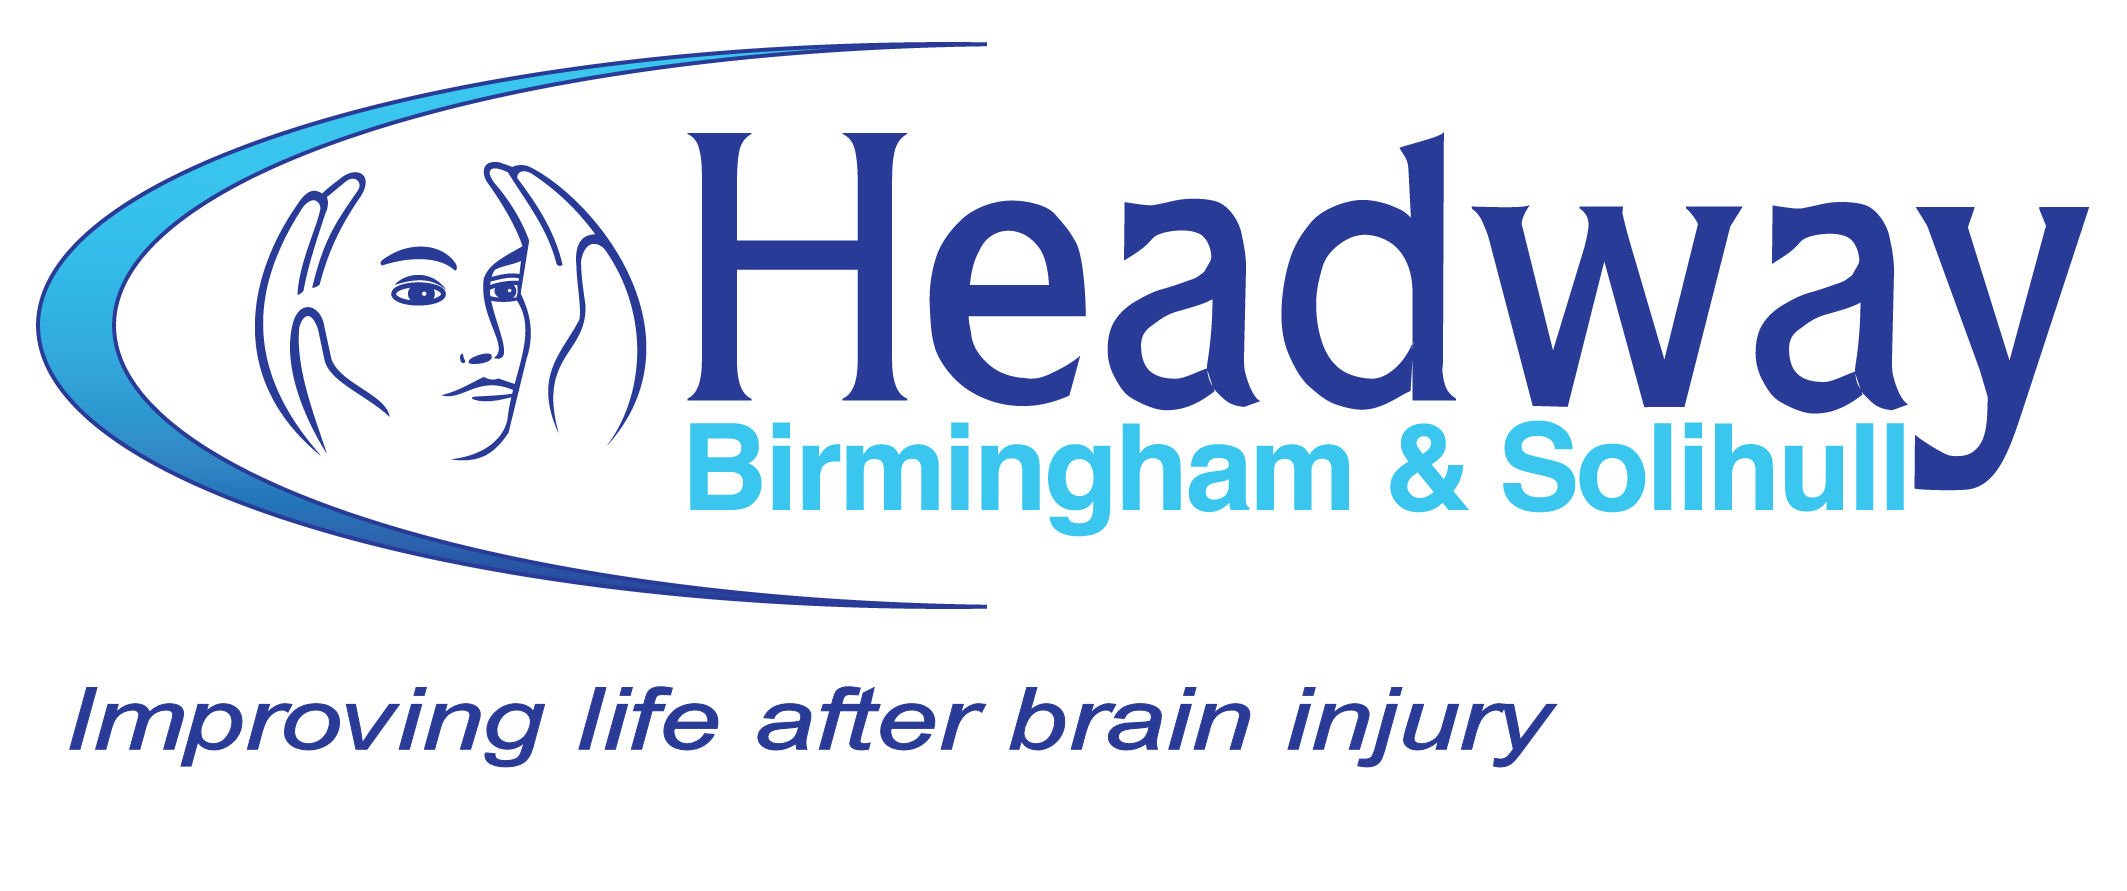 Headway
Birmingham & Solihull
Improving life after brain injury